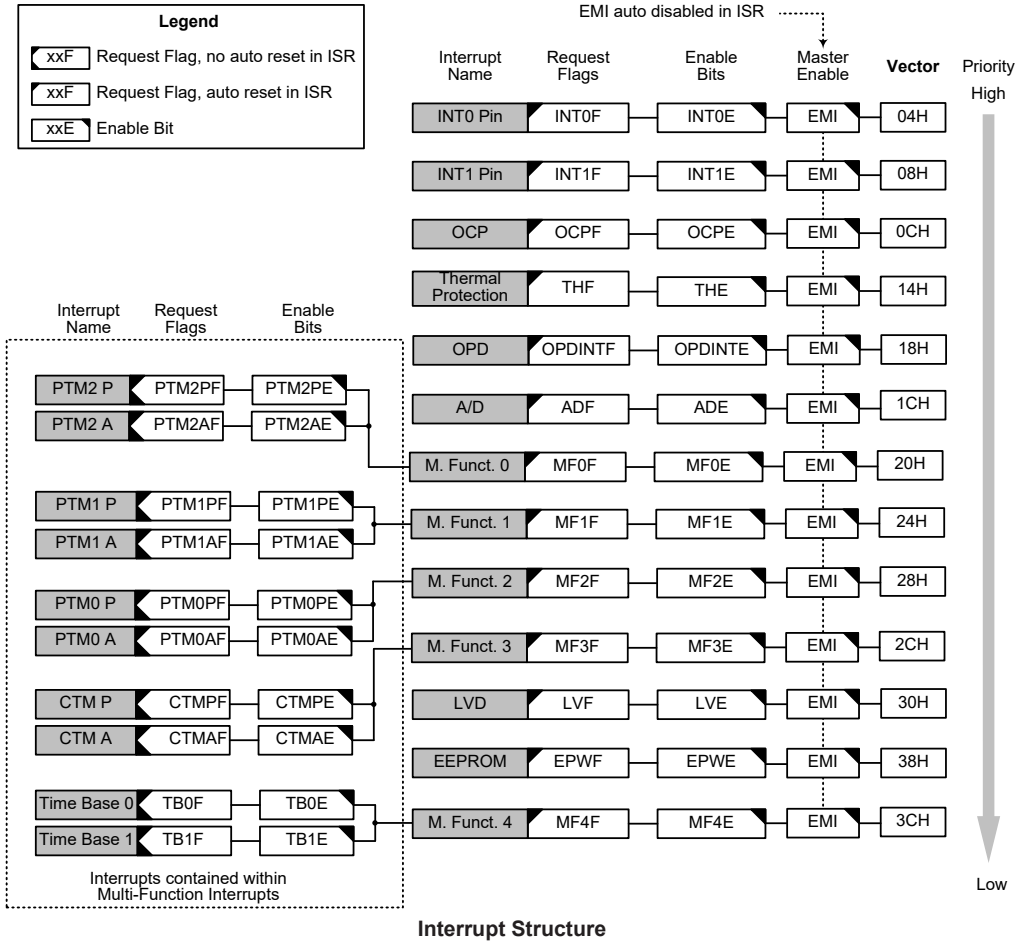 EMI auto disabled in ISR
Legend
xxF Request Flag, no auto reset in ISR
xxF Request Flag, auto reset in ISR
xxE Enable Bit
Interrupt Name Request Flags Enable Bits Master Enable Vector Priority
High
INT0 Pin INT0F INT0E EMI 04H
INT1 Pin INT1F INT1E EMI 08H
OCP OCPF OCPE EMI 0CH
Thermal Protection THF THE EMI 14H
OPD OPDINTF OPDINTE EMI 18H
A/D ADF ADE EMI 1CH
M. Funct. 0 MF0F MF0E EMI 20H
M. Funct. 1 MF1F MF1E EMI 24H
M. Funct. 2 MF2F MF2E EMI 28H
M. Funct. 3 MF3F MF3E EMI 2CH
LVD LVF LVE EMI 30H
EEPROM EPWF EPWE EMI 38H
M. Funct. 4 MF4F MF4E EMI 3CH
Low
Interrupt Name Request Flags Enable Bits
PTM2 P PTM2PF PTM2PE
PTM2 A PTM2AF PTM2AE
PTM1 P PTM1PF PTM1PE
PTM1 A PTM1AF PTM1AE
PTM0 P PTM0PF PTM0PE
PTM0 A PTM0AF PTM0AE
CTM P CTMPF CTMPE
CTM A CTMAF CTMAE
Time Base 0 TB0F TB0E
Time Base 1 TB1F TB1E
Interrupts contained within
Multi-Function Interrupts
Interrupt Structure